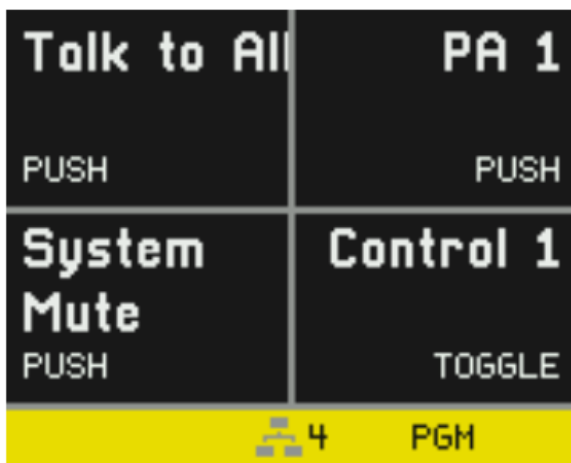 Talk to All
PUSH
PA 1
PUSH
System
Mute
PUSH
Control 1
TOGGLE
4 PGM